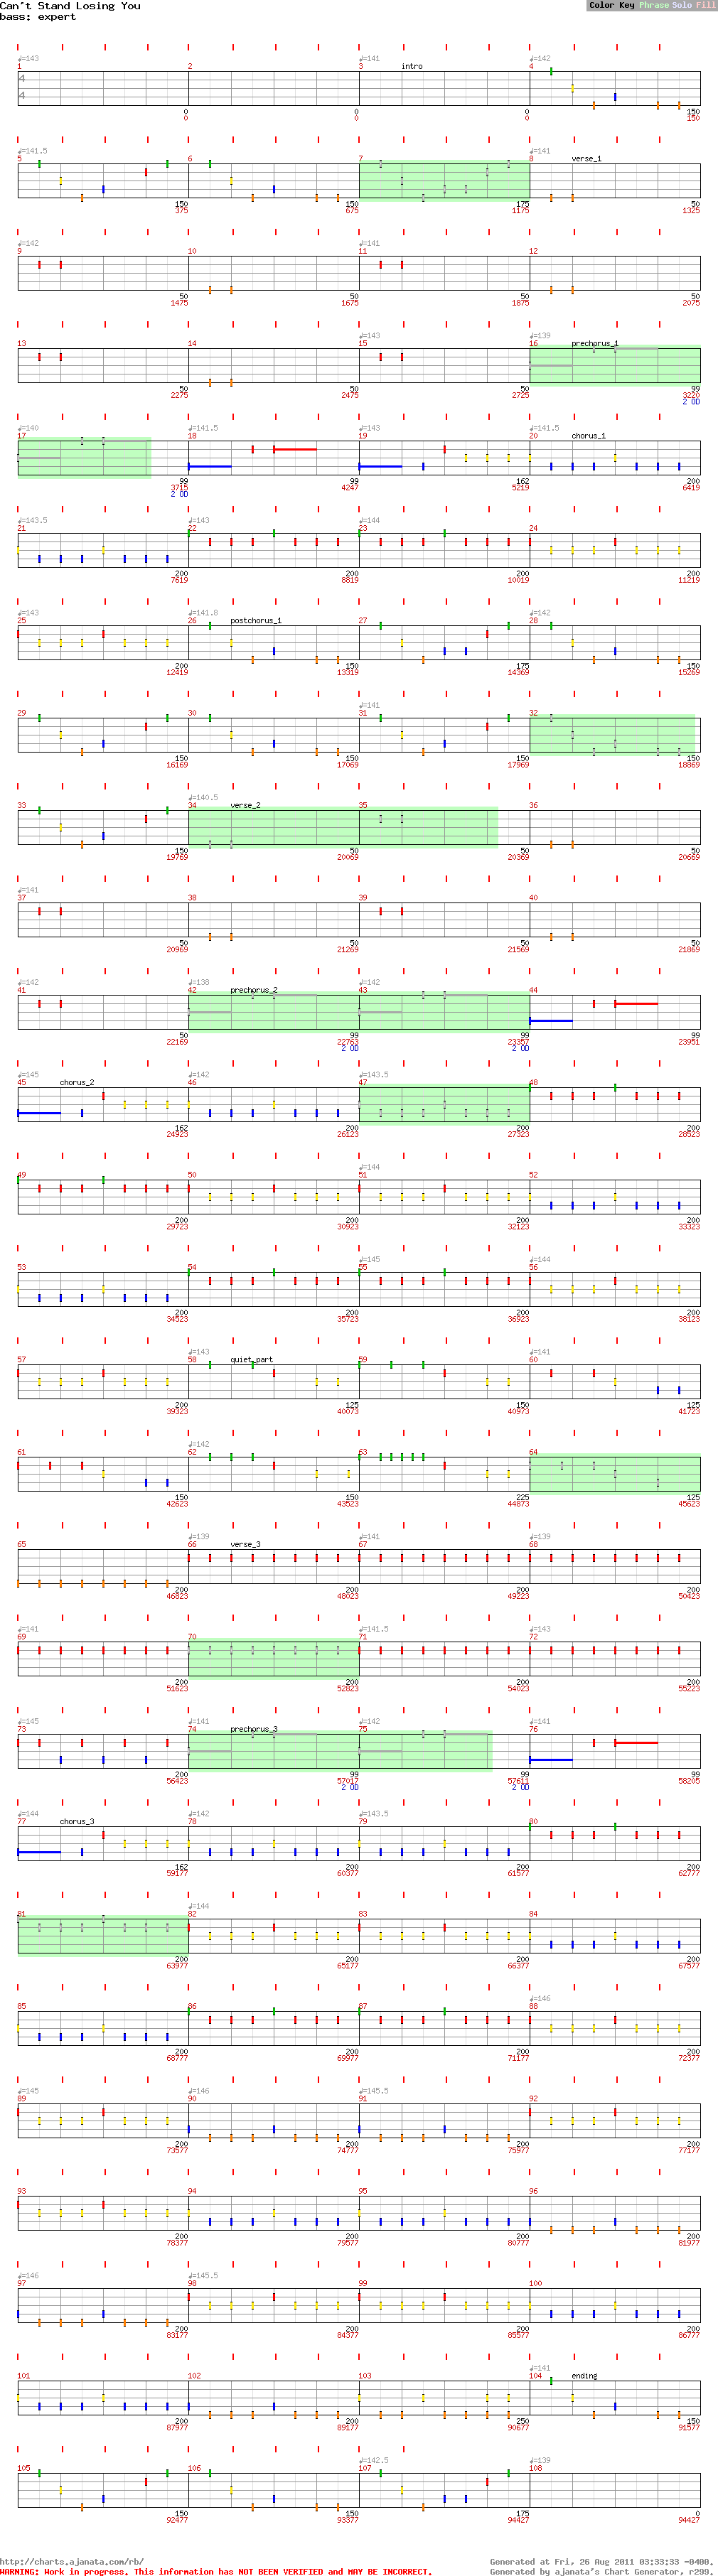 Can't Stand Losing You
bass: expert
Color Key Phrase Solo Fill
♩=143 ♩=141 ♩=142
1 2 3 intro 4
4
4
0 0 0 150
0 0 0 150
♩=141.5 ♩=141
5 6 7 8 verse_1
150 150 175 50
375 675 1175 1325
♩=142 ♩=141
9 10 11 12
50 50 50 50
1475 1675 1875 2075
♩=143 ♩=139
13 14 15 16 prechorus_1
50 50 50 99
2275 2475 2725 3220
2 OD
♩=140 ♩=141.5 ♩=143 ♩=141.5
17 18 19 20 chorus_1
99 99 162 200
3715 4247 5219 6419
2 OD
♩=143.5 ♩=143 ♩=144
21 22 23 24
200 200 200 200
7619 8819 10019 11219
♩=143 ♩=141.8 ♩=142
25 26 postchorus_1 27 28
200 150 175 150
12419 13319 14369 15269
♩=141
29 30 31 32
150 150 150 150
16169 17069 17969 18869
♩=140.5
33 34 verse_2 35 36
150 50 50 50
19769 20069 20369 20669
♩=141
37 38 39 40
50 50 50 50
20969 21269 21569 21869
♩=142 ♩=138 ♩=142
41 42 prechorus_2 43 44
50 99 99 99
22169 22763 23357 23951
2 OD 2 OD
♩=145 ♩=142 ♩=143.5
45 chorus_2 46 47 48
162 200 200 200
24923 26123 27323 28523
♩=144
49 50 51 52
200 200 200 200
29723 30923 32123 33323
♩=145 ♩=144
53 54 55 56
200 200 200 200
34523 35723 36923 38123
♩=143 ♩=141
57 58 quiet_part 59 60
200 125 150 125
39323 40073 40973 41723
♩=142
61 62 63 64
150 150 225 125
42623 43523 44873 45623
♩=139 ♩=141 ♩=139
65 66 verse_3 67 68
200 200 200 200
46823 48023 49223 50423
♩=141 ♩=141.5 ♩=143
69 70 71 72
200 200 200 200
51623 52823 54023 55223
♩=145 ♩=141 ♩=142 ♩=141
73 74 prechorus_3 75 76
200 99 99 99
56423 57017 57611 58205
2 OD 2 OD
♩=144 ♩=142 ♩=143.5
77 chorus_3 78 79 80
162 200 200 200
59177 60377 61577 62777
♩=144
81 82 83 84
200 200 200 200
63977 65177 66377 67577
♩=146
85 86 87 88
200 200 200 200
68777 69977 71177 72377
♩=145 ♩=146 ♩=145.5
89 90 91 92
200 200 200 200
73577 74777 75977 77177
93 94 95 96
200 200 200 200
78377 79577 80777 81977
♩=146 ♩=145.5
97 98 99 100
200 200 200 200
83177 84377 85577 86777
♩=141
101 102 103 104 ending
200 200 250 150
87977 89177 90677 91577
♩=142.5 ♩=139
105 106 107 108
150 150 175 0
92477 93377 94427 94427
http://charts.ajanata.com/rb/ Generated at Fri, 26 Aug 2011 03:33:33 -0400.
WARNING: Work in progress. This information has NOT BEEN VERIFIED and MAY BE INCORRECT. Generated by ajanata's Chart Generator, r299.